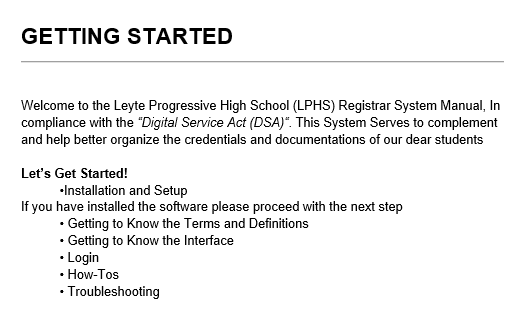 GETTING STARTED
Welcome to the Leyte Progressive High School (LPHS) Registrar System Manual, In
compliance with the “Digital Service Act (DSA)“. This System Serves to complement
and help better organize the credentials and documentations of our dear students
Let’s Get Started!
•Installation and Setup
If you have installed the software please proceed with the next step
• Getting to Know the Terms and Definitions
• Getting to Know the Interface
• Login
• How-Tos
• Troubleshooting